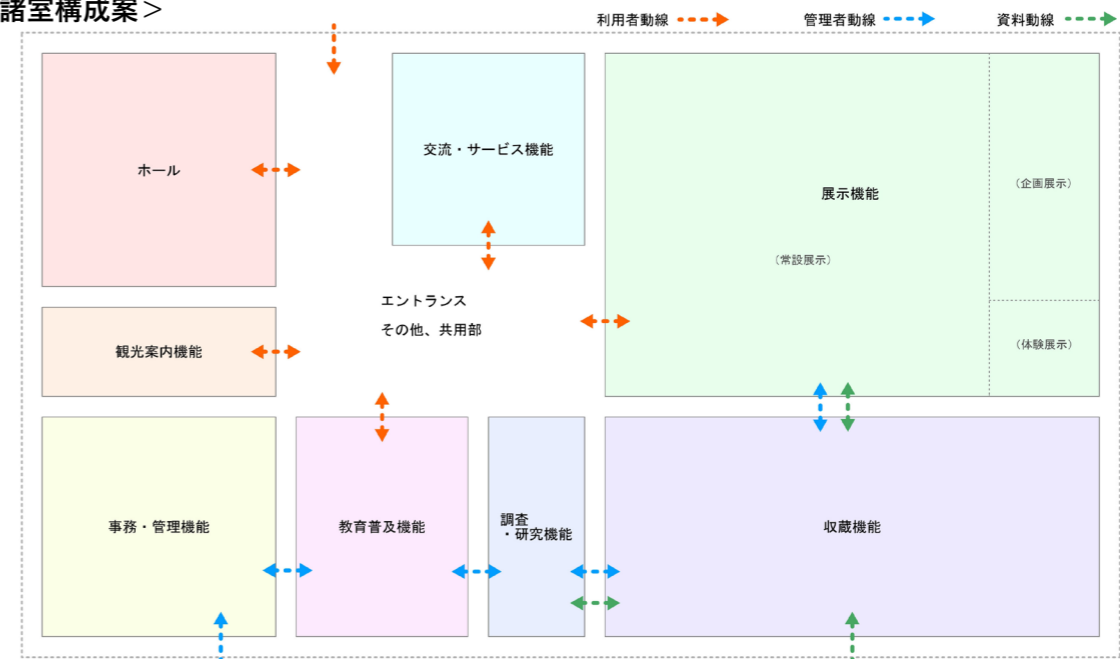 諸室構成案＞
利用者動線
管理者動線
資料動線
ホール
交流・サービス機能
展示機能
（企画展示）
（常設展示）
（体験展示）
エントランス
その他、共用部
観光案内機能
事務・管理機能
教育普及機能
調査
・研究機能
収蔵機能